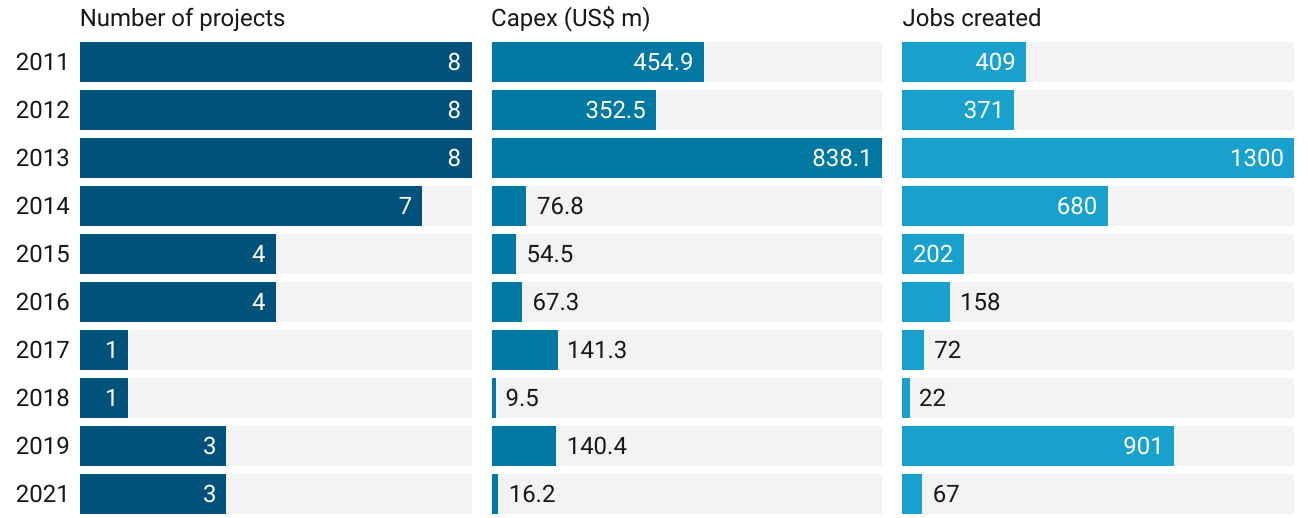 Number of projects Capex (US$ m) Jobs created
2011 8 454.9 409
2012 8 352.5 371
2013 8 838.1 1300
2014 7 76.8 680
2015 4 54.5 202
2016 4 67.3 158
2017 1 141.3 72
2018 1 9.5 22
2019 3 140.4 901
2021 3 16.2 67